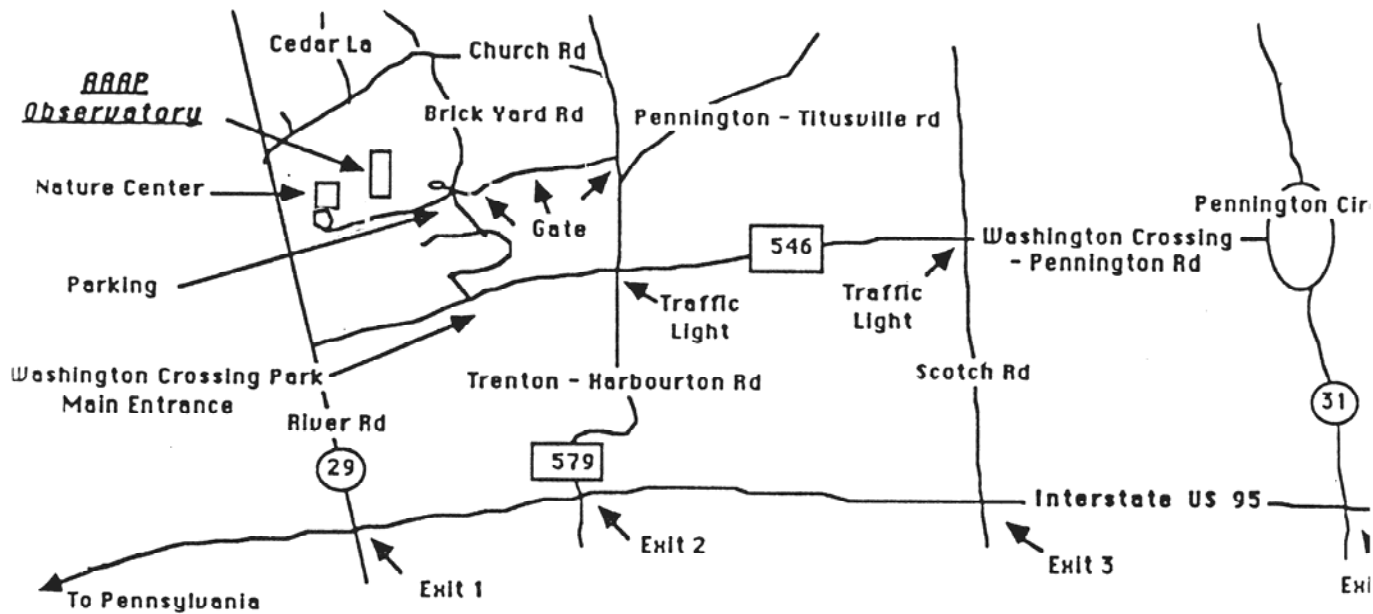 Cedar La
Church Rd
AAAP
Observatory
Brick Yard Rd
Pennington - Titusville rd
Nature Center
Gate
Pennington Cir
546
Washington Crossing
- Pennington Rd
Parking
Traffic
Light
Traffic
Light
Washington Crossing Park
Main Entrance
Trenton - Harbourton Rd
Scotch Rd
River Rd
31
29
579
Interstate US 95
Exit 2
Exit 3
Exit 1
Exi
To Pennsylvania